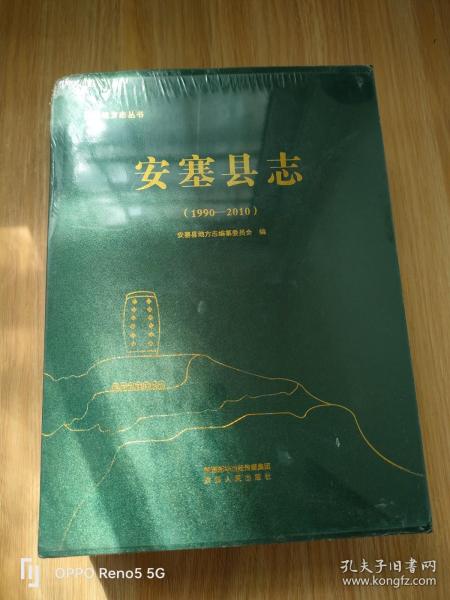 丛书
安塞县志
（1990—2010）
安塞县地方志编纂委员会 编
陕西新华出版传媒集团
陕西人民出版社
OPPO Reno5 5G
孔夫子旧书网
www.kongfz.com